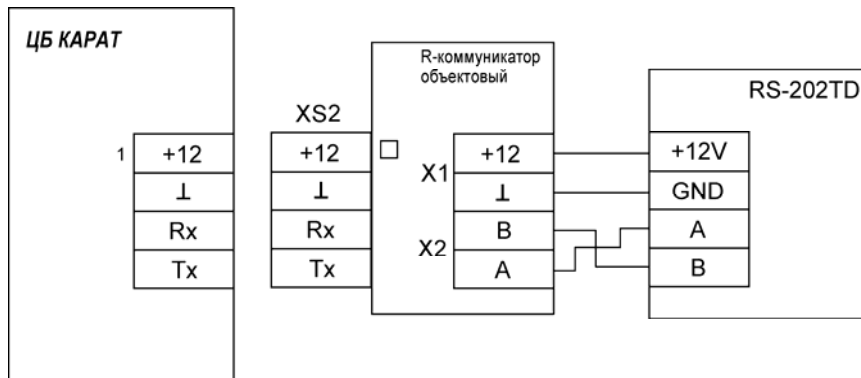 ЦБ КАРАТ
R-коммуникатор
объектовый
RS-202TD
XS2
1
+12
+12
X1
+12
+12V
⊥
⊥
⊥
GND
Rx
Rx
X2
B
A
Tx
Tx
A
B